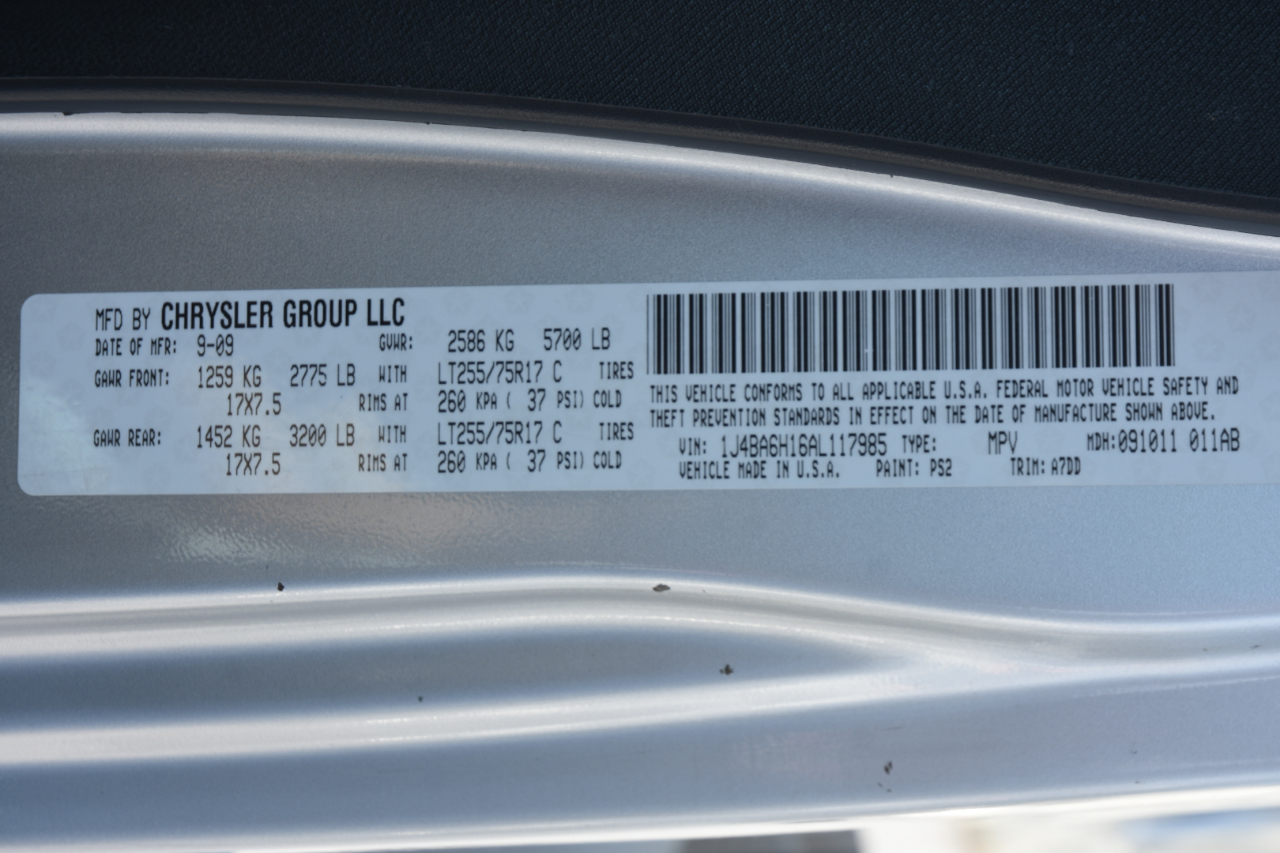 MFD BY CHRYSLER GROUP LLC
DATE OF MFR: 9-09 GVWR: 2586 KG 5700 LB
GAWR FRONT: 1259 KG 2775 LB WITH LT255/75R17 C TIRES
17X7.5 RIMS AT 260 KPA ( 37 PSI) COLD
GAWR REAR: 1452 KG 3200 LB WITH LT255/75R17 C TIRES
17X7.5 RIMS AT 260 KPA ( 37 PSI) COLD
THIS VEHICLE CONFORMS TO ALL APPLICABLE U.S.A. FEDERAL MOTOR VEHICLE SAFETY AND
THEFT PREVENTION STANDARDS IN EFFECT ON THE DATE OF MANUFACTURE SHOWN ABOVE.
VIN: 1J4BA6H16AL117985 TYPE: MPV MDH:091011 011AB
VEHICLE MADE IN U.S.A. PAINT: PS2 TRIM: A7DD